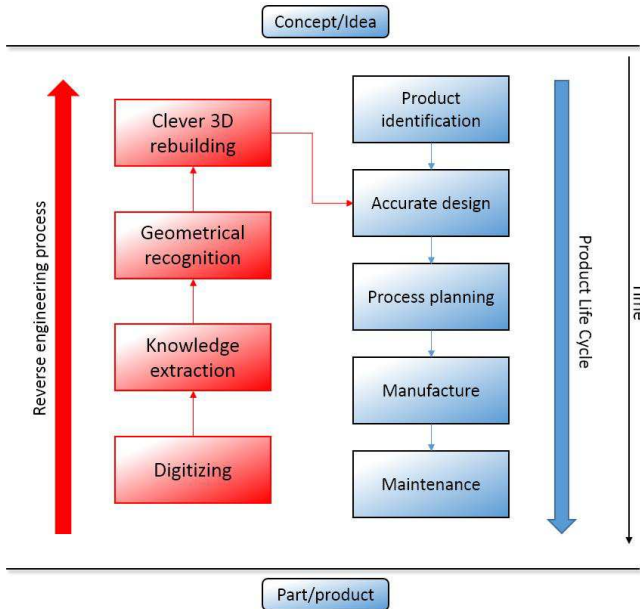 Concept/Idea
Reverse engineering process
Clever 3D
rebuilding
Geometrical
recognition
Knowledge
extraction
Digitizing
Product
identification
Accurate design
Process planning
Manufacture
Maintenance
Product Life Cycle
Time
Part/product